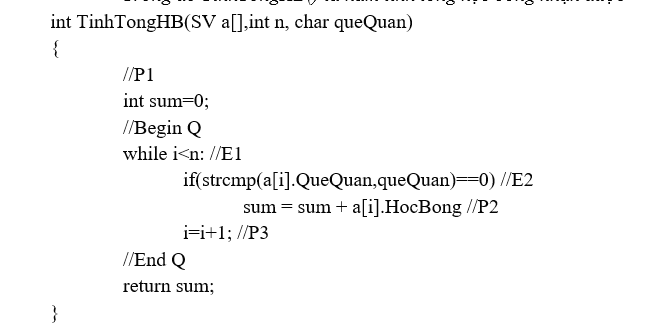 int TinhTongHB(SV a[],int n, char queQuan)
{
//P1
int sum=0;
//Begin Q
while i<n: //E1
if(strcmp(a[i].QueQuan,queQuan)==0) //E2
sum = sum + a[i].HocBong //P2
i=i+1; //P3
//End Q
return sum;
}